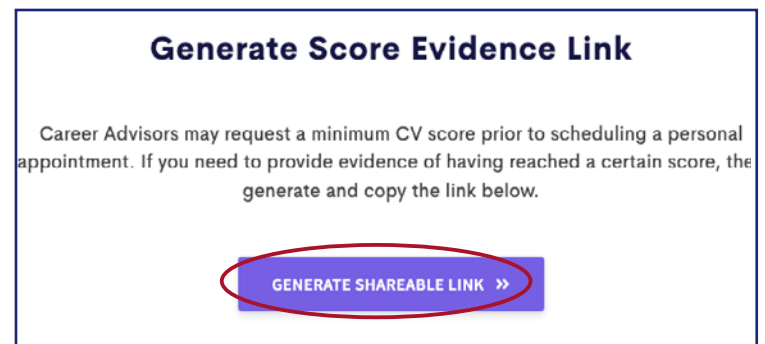 Generate Score Evidence Link
Career Advisors may request a minimum CV score prior to scheduling a personal
appointment. If you need to provide evidence of having reached a certain score, the
generate and copy the link below.
GENERATE SHAREABLE LINK »